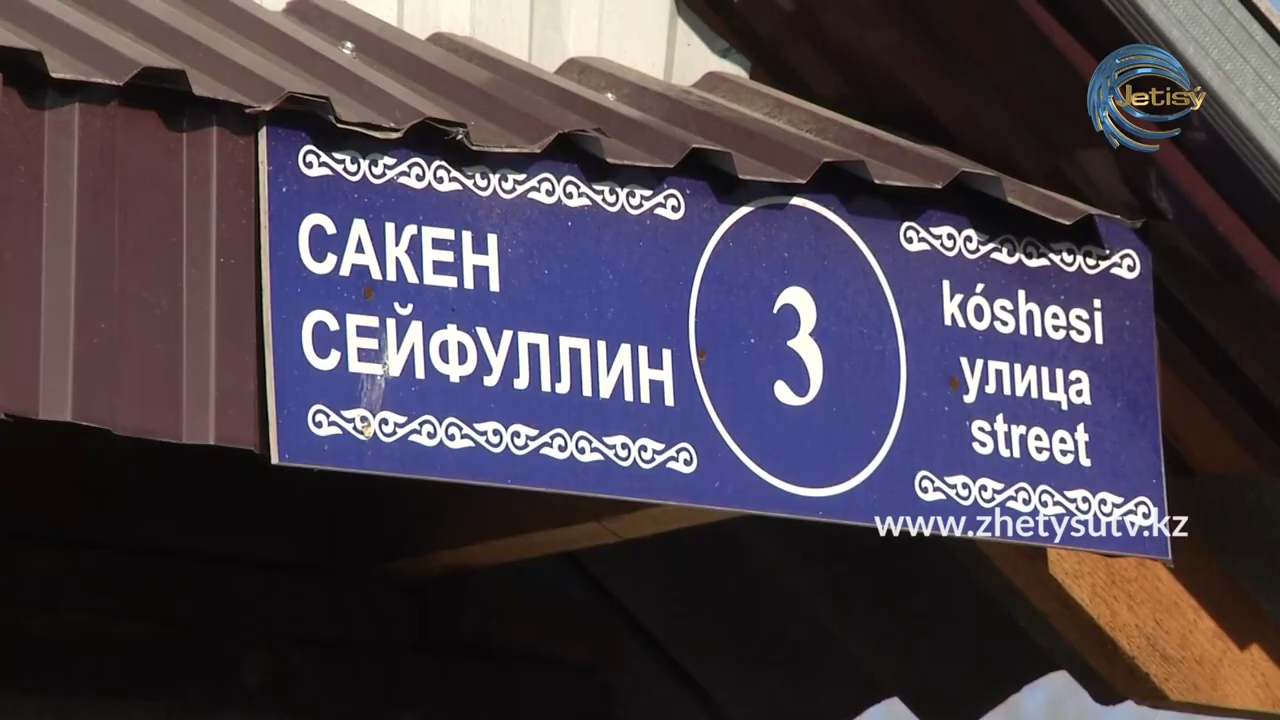 Jetisý
САКЕН
СЕЙФУЛЛИН
3
kóshesi
улица
street
www.zhetysutv.kz